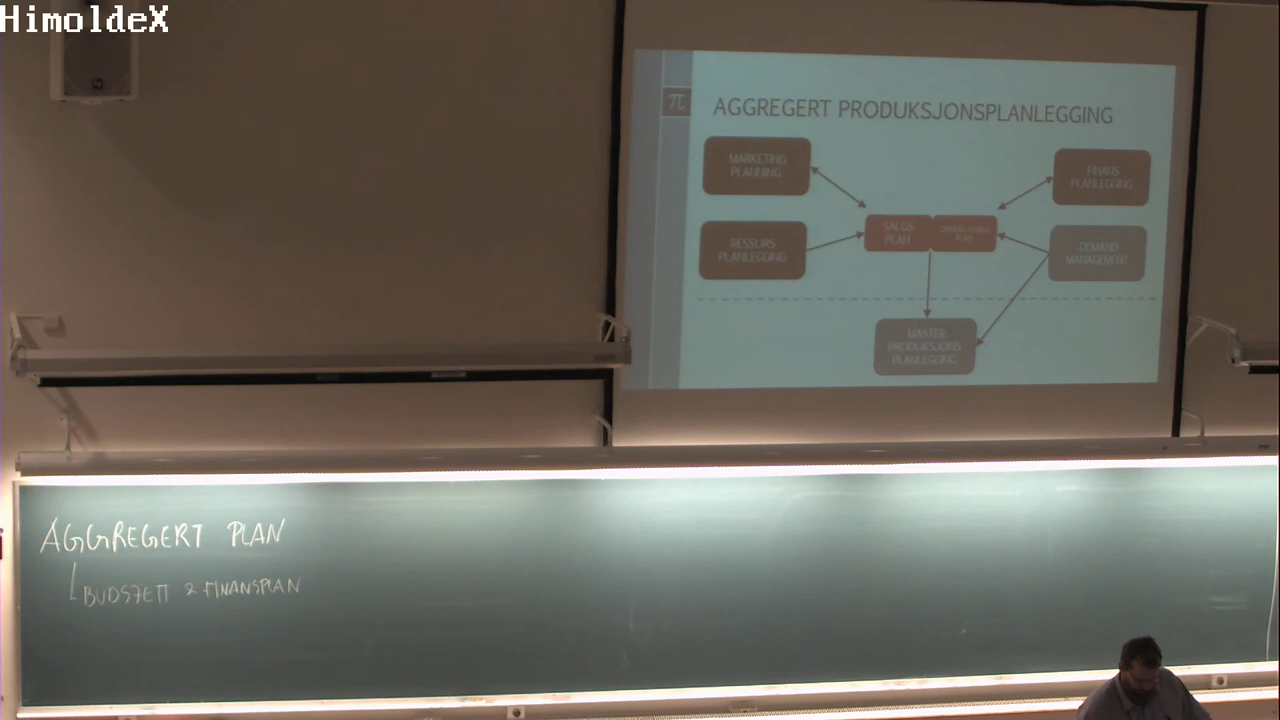 HimoldeX
π
AGGREGERT PRODUKSJONSPLANLEGGING
MARKETING
PLANNING
FINANS
PLANLEGGING
RESSURS
PLANLEGGING
SALGS
PLAN
PLAN
DEMAND
MANAGEMENT
MASTER
PRODUKSJONS
PLANLEGGING
AGGREGERT PLAN
BUDSJETT & FINANSPLAN